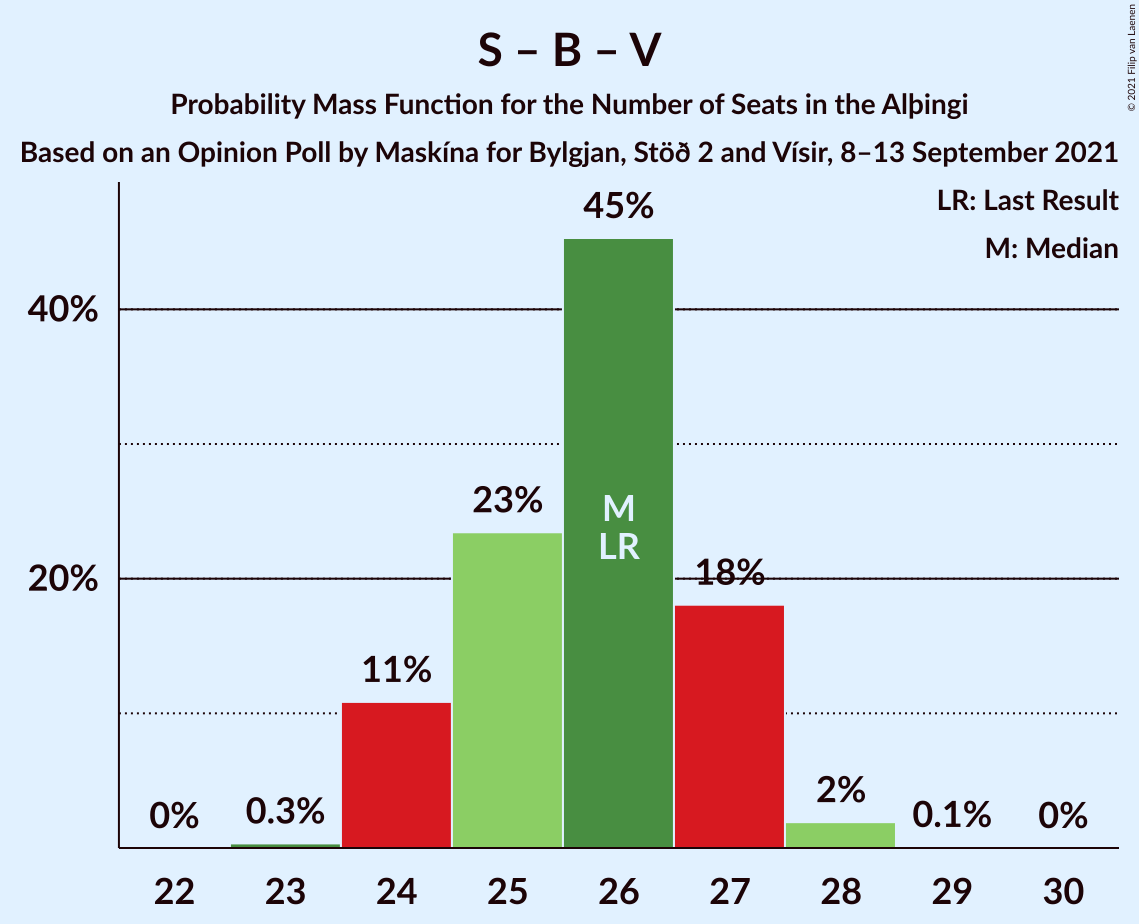 S – B – V
Probability Mass Function for the Number of Seats in the Alþingi
Based on an Opinion Poll by Maskína for Bylgjan, Stöð 2 and Vísir, 8–13 September 2021
© 2021 Filip van Laenen
LR: Last Result
M: Median
45%
40%
23%
M
LR
20%
18%
11%
0%
0.3%
2%
0.1%
0%
22 23 24 25 26 27 28 29 30